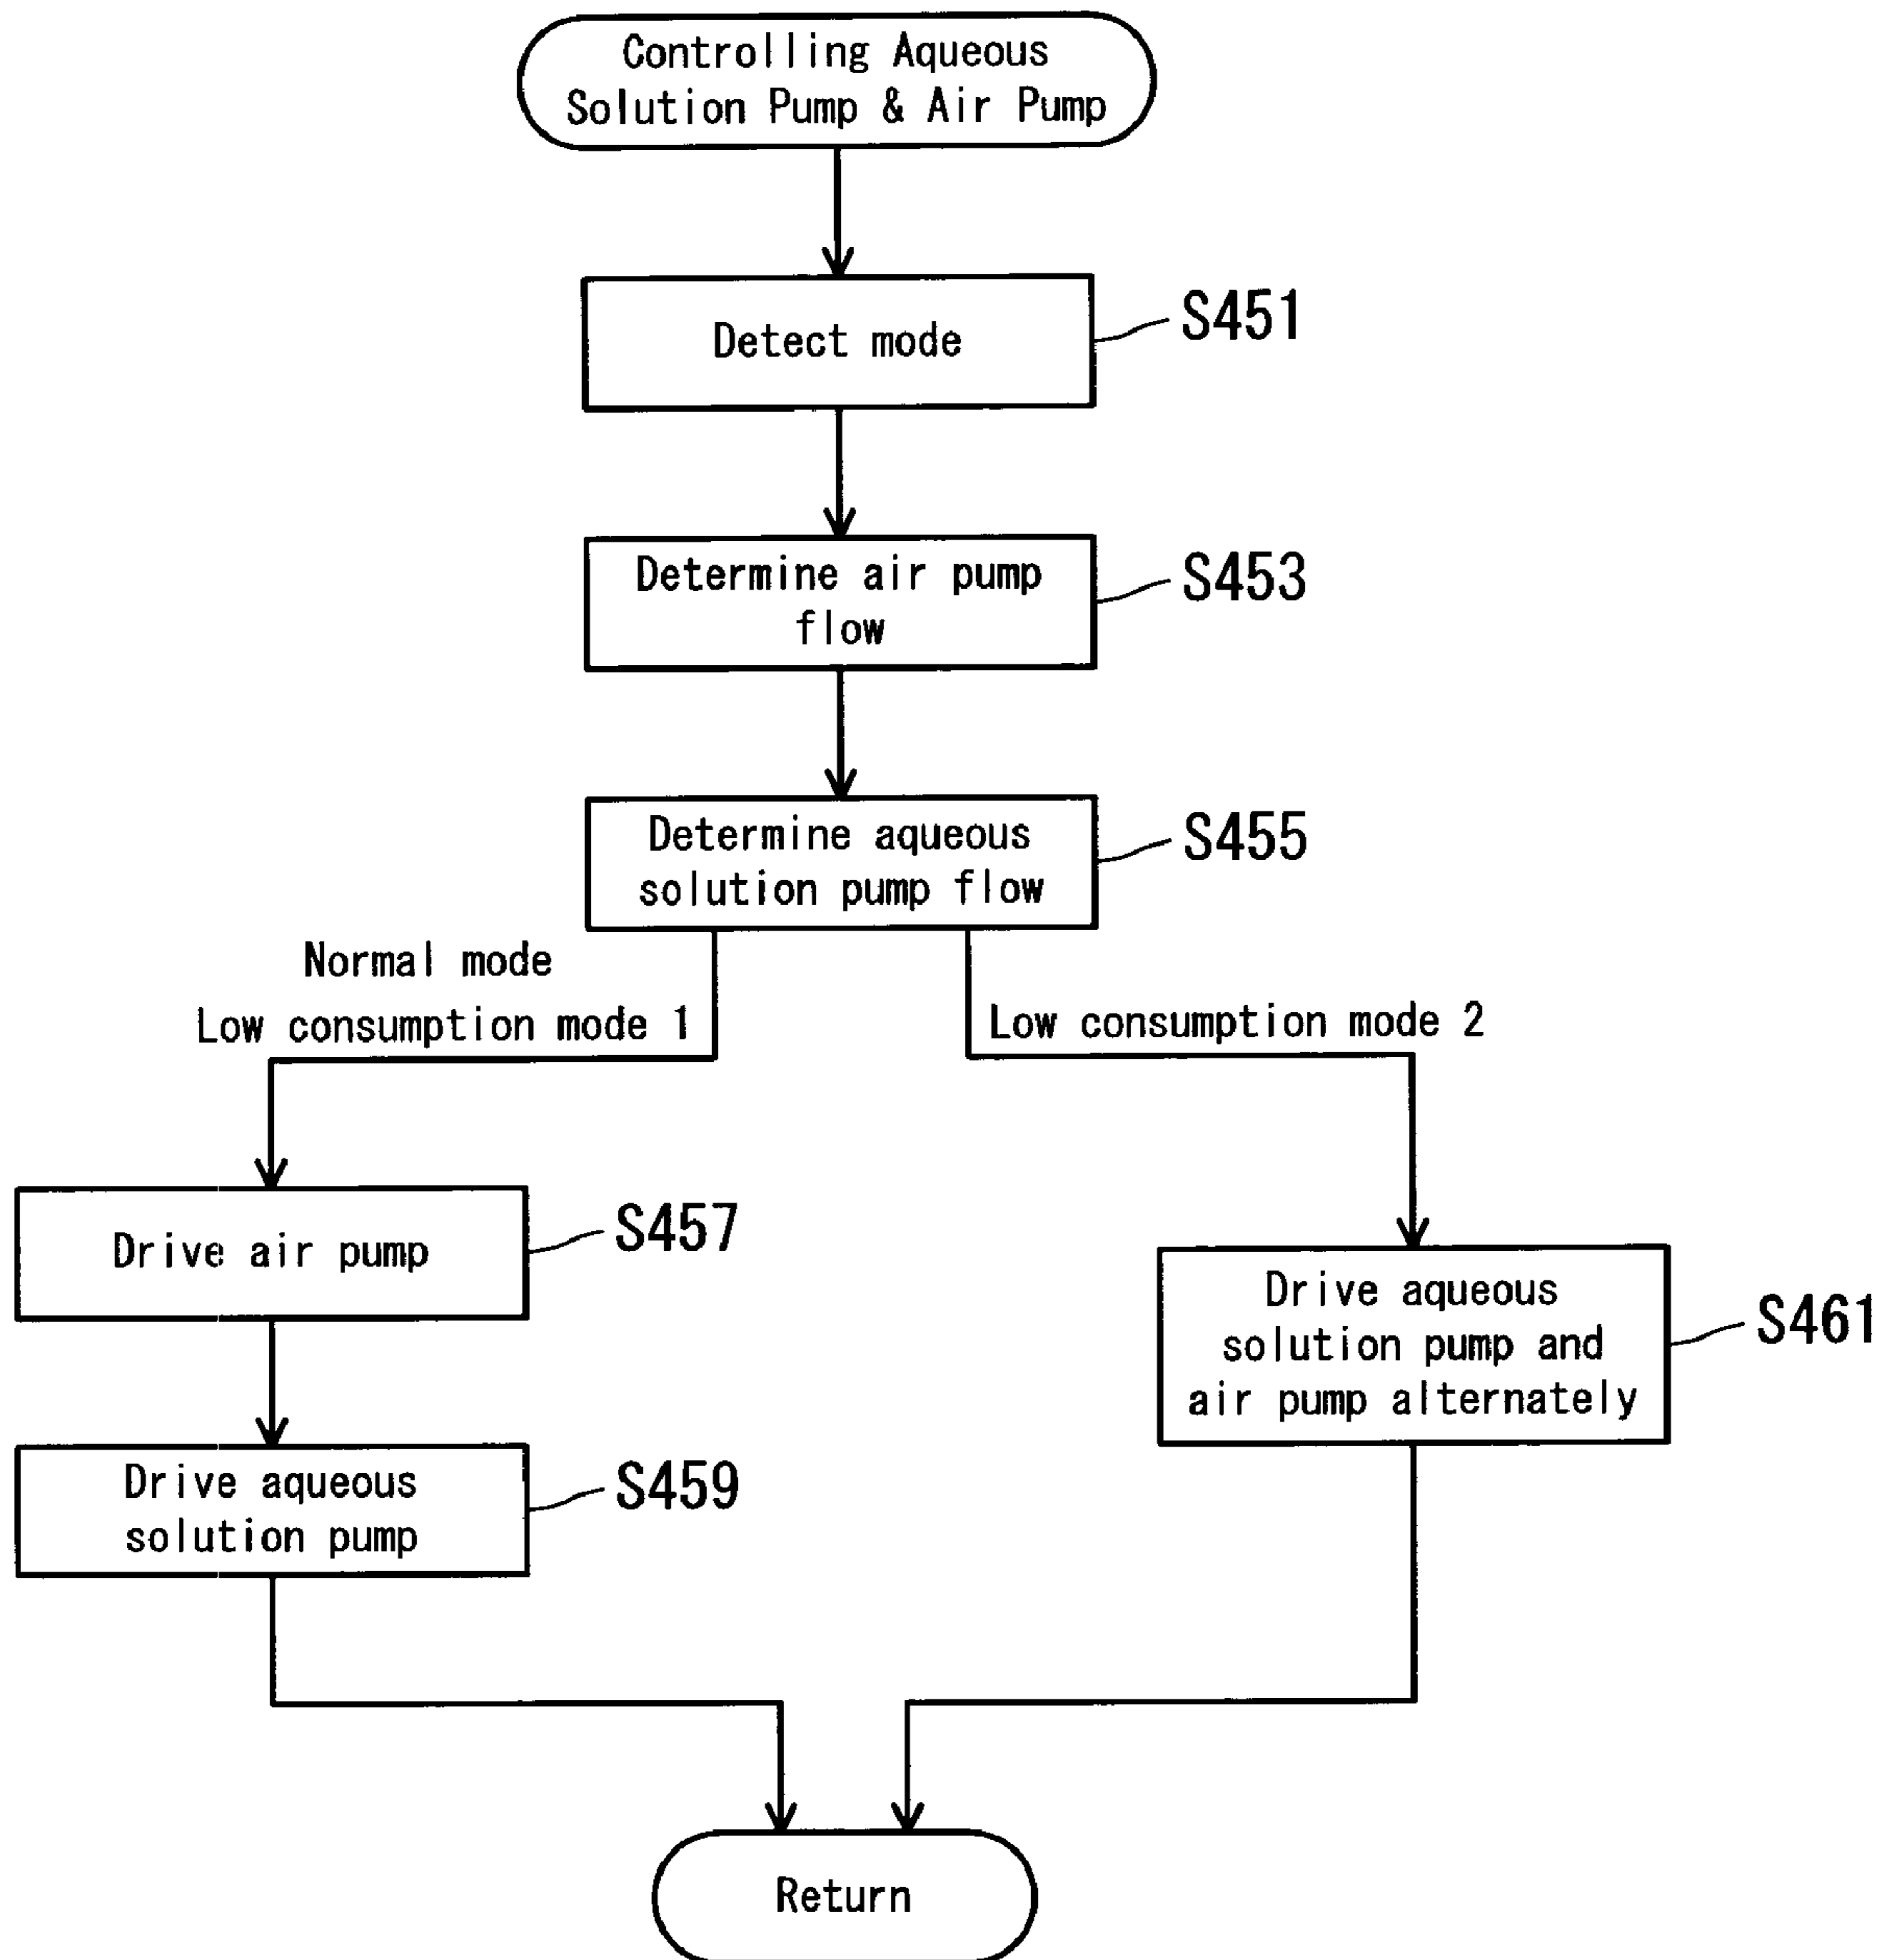 Controlling Aqueous
Solution Pump & Air Pump
Detect mode
S451
Determine air pump
flow
S453
Determine aqueous
solution pump flow
S455
Normal mode
Low consumption mode 1
Low consumption mode 2
Drive air pump
S457
Drive aqueous
solution pump and
air pump alternately
S461
Drive aqueous
solution pump
S459
Return